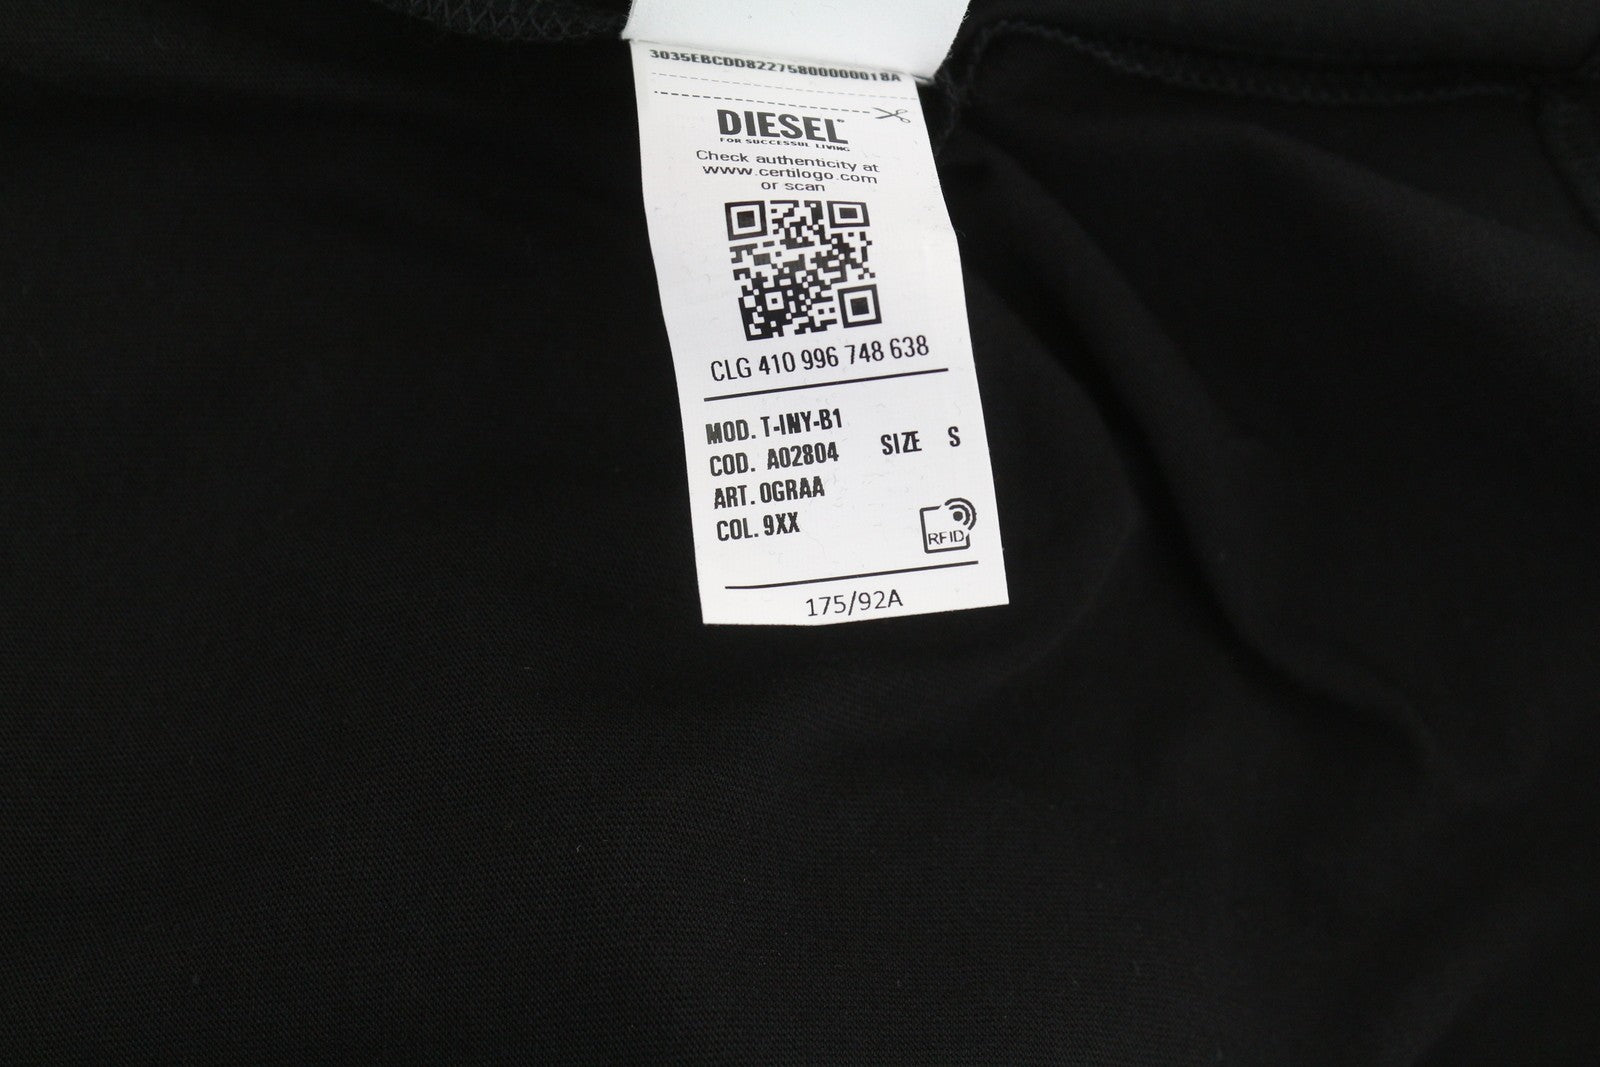 3035EBCDD82275800000018A
DIESEL
FOR SUCCESSFUL LIVING
Check authenticity at
www.certilogo.com
or scan
CLG 410 996 748 638
MOD. T-INY-B1
COD. A02804
SIZE S
ART. 0GRAA
COL. 9XX
RFID
175/92A